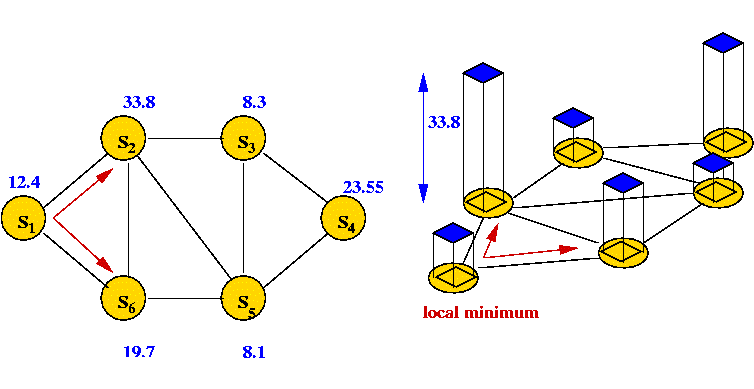 33.8
8.3
33.8
S2
S3
12.4
23.55
S1
S4
S6
S5
local minimum
19.7
8.1